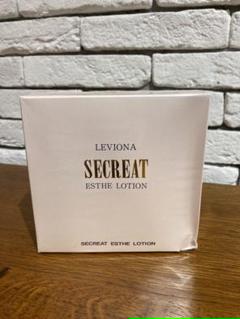 LEVIONA
SECREAT
ESTHE LOTION
SECREAT ESTHE LOTION